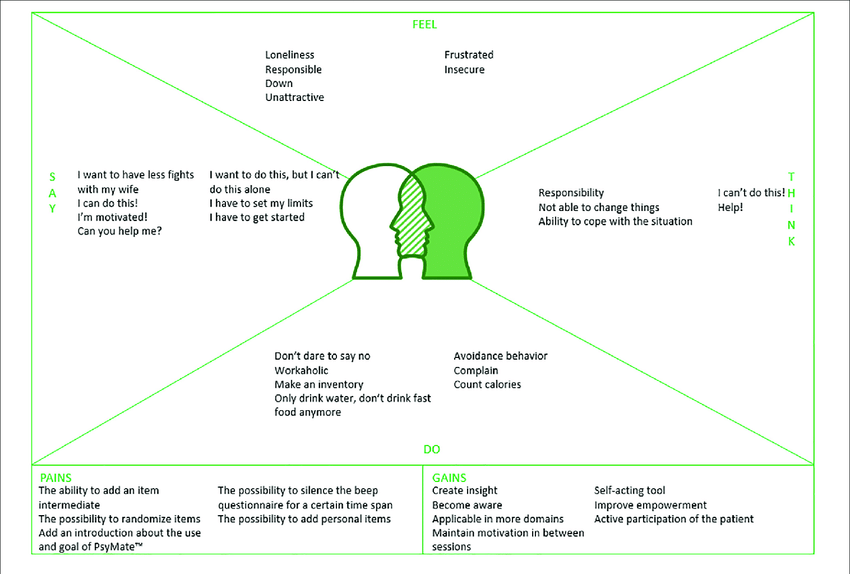 FEEL
Loneliness
Responsible
Down
Unattractive
Frustrated
Insecure
SAY
I want to have less fights
with my wife
I can do this!
I'm motivated!
Can you help me?
I want to do this, but I can't
do this alone
I have to set my limits
I have to get started
Responsibility
Not able to change things
Ability to cope with the situation
I can't do this!
Help!
THINK
Don't dare to say no
Workaholic
Make an inventory
Only drink water, don't drink fast
food anymore
Avoidance behavior
Complain
Count calories
DO
PAINS
The ability to add an item
intermediate
The possibility to randomize items
Add an introduction about the use
and goal of PsyMate™
The possibility to silence the beep
questionnaire for a certain time span
The possibility to add personal items
GAINS
Create insight
Become aware
Applicable in more domains
Maintain motivation in between
sessions
Self-acting tool
Improve empowerment
Active participation of the patient